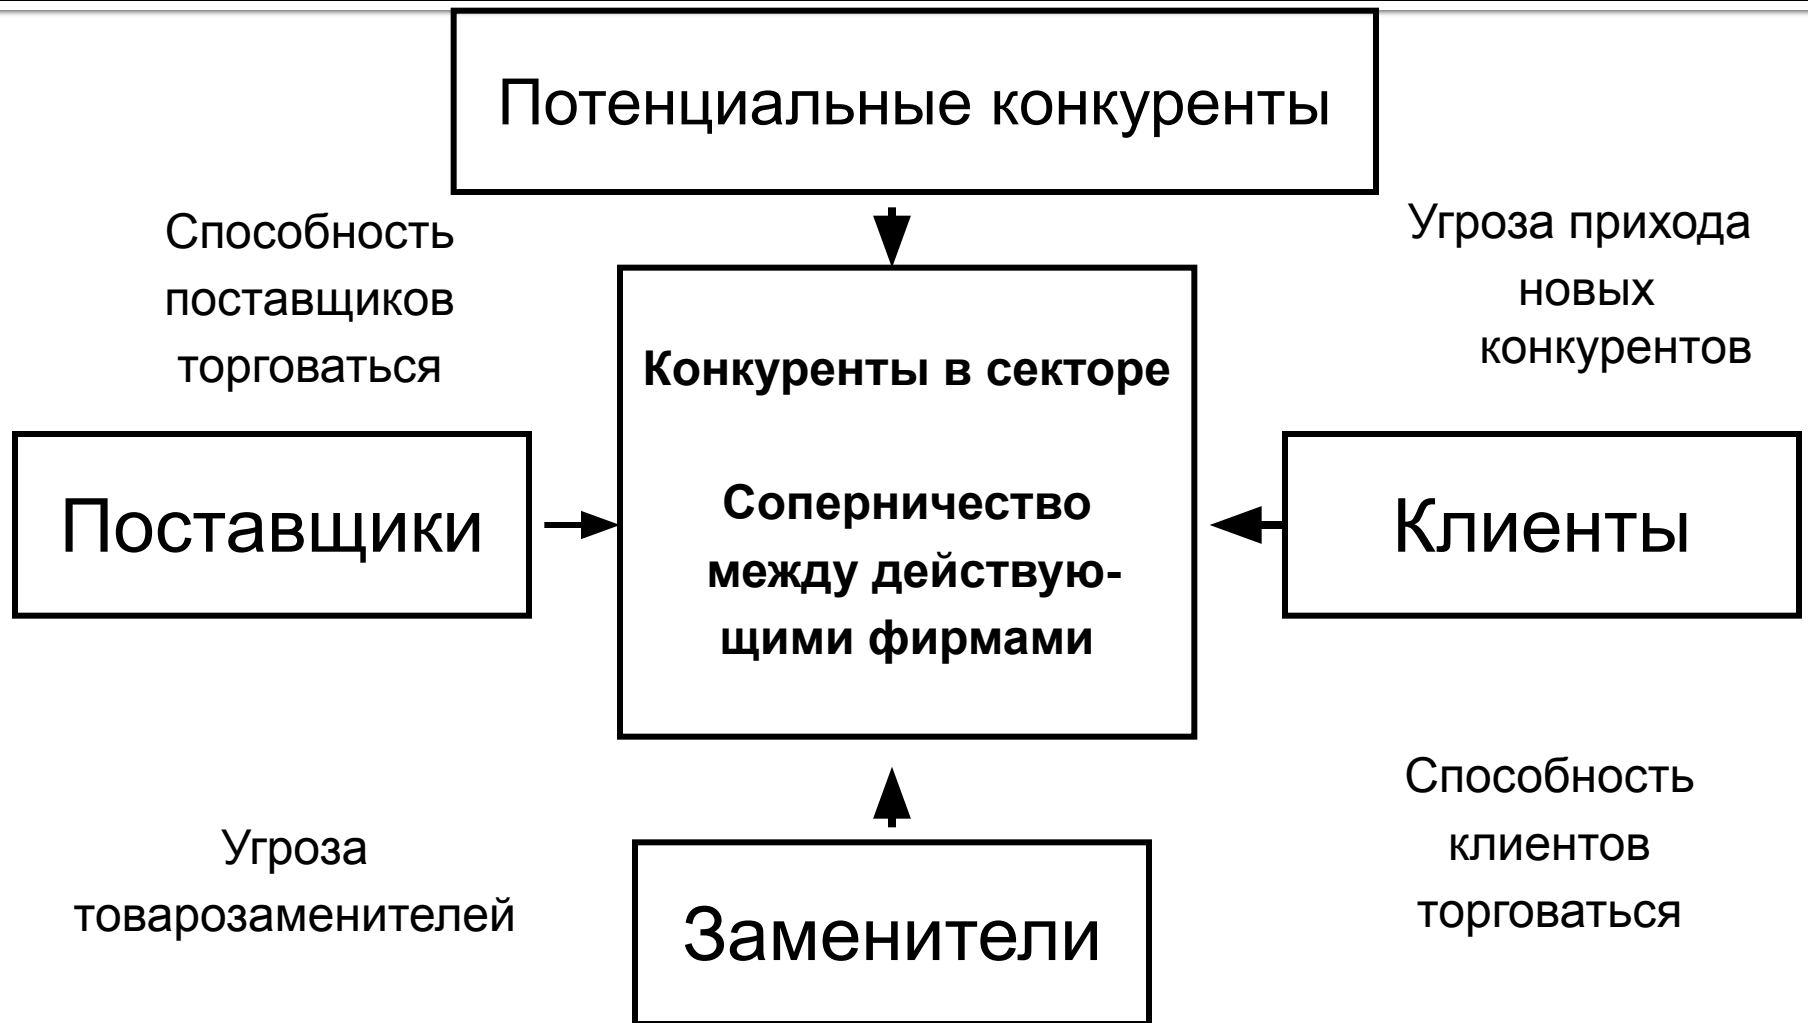 Потенциальные конкуренты
Способность
поставщиков
торговаться
Угроза прихода
новых
конкурентов
Конкуренты в секторе
Соперничество
между действую-
щими фирмами
Поставщики
Клиенты
Угроза
товарозаменителей
Заменители
Способность
клиентов
торговаться